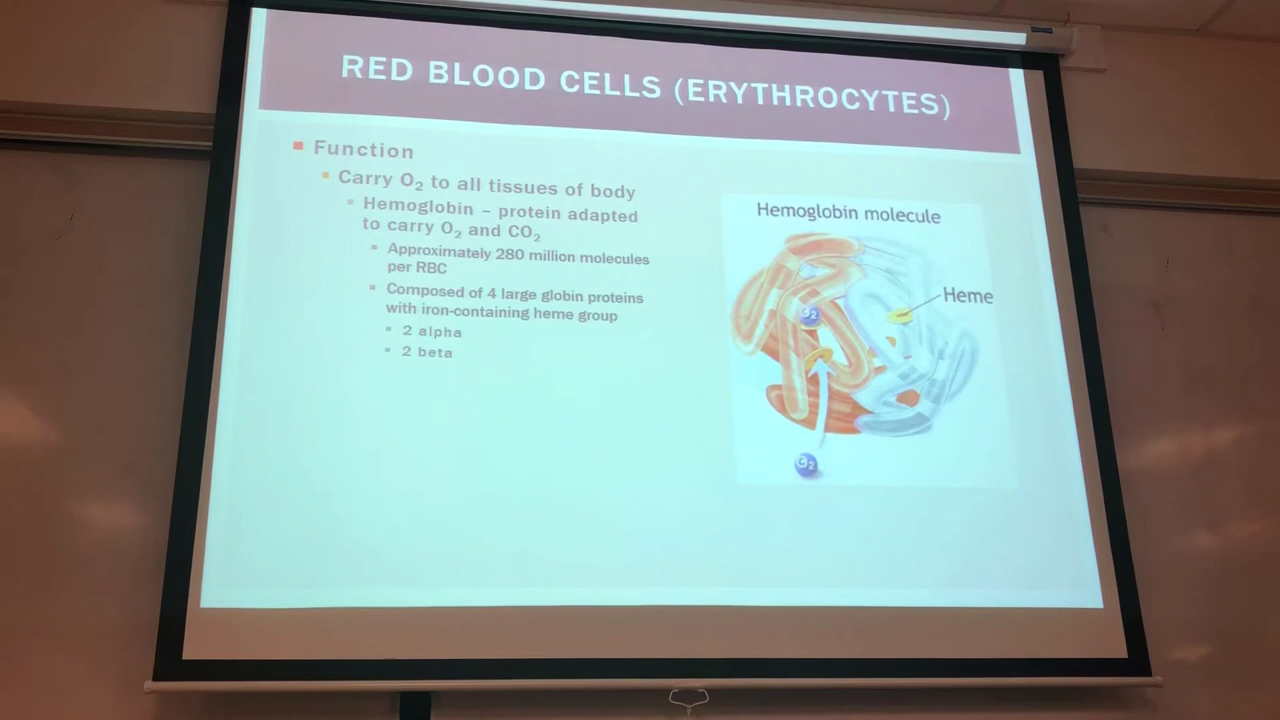 RED BLOOD CELLS (ERYTHROCYTES)
Function
Carry O₂ to all tissues of body
Hemoglobin – protein adapted
to carry O₂ and CO₂
Approximately 280 million molecules
per RBC
Composed of 4 large globin proteins
with iron-containing heme group
2 alpha
2 beta
Hemoglobin molecule
Heme
O₂
O₂